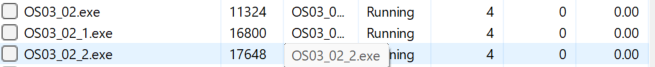 OS03_02.exe 11324 OS03_0... Running 4 0 0.00
OS03_02_1.exe 16800 OS03_0... Running 4 0 0.00
OS03_02_2.exe 17648 OS03_02_2.exe ning 4 0 0.00